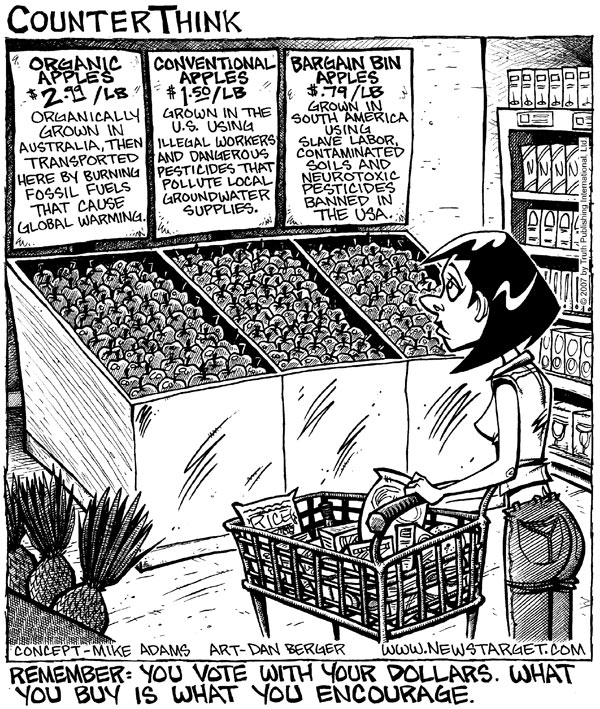 COUNTERTHINK
ORGANIC
APPLES
$2.99/LB
ORGANICALLY
GROWN IN
AUSTRALIA, THEN
TRANSPORTED
HERE BY BURNING
FOSSIL FUELS
THAT CAUSE
GLOBAL WARMING.
CONVENTIONAL
APPLES
$1.50/LB
GROWN IN THE
U.S. USING
ILLEGAL WORKERS
AND DANGEROUS
PESTICIDES THAT
POLLUTE LOCAL
GROUNDWATER
SUPPLIES.
BARGAIN BIN
APPLES
$.79/LB
GROWN IN
SOUTH AMERICA
USING
SLAVE LABOR,
CONTAMINATED
SOILS AND
NEUROTOXIC
PESTICIDES
BANNED IN
THE USA.
© 2007 by Truth Publishing International, Ltd.
RICE
CONCEPT-MIKE ADAMS ART-DAN BERGER WWW.NEWSTARGET.COM
REMEMBER: YOU VOTE WITH YOUR DOLLARS. WHAT
YOU BUY IS WHAT YOU ENCOURAGE.